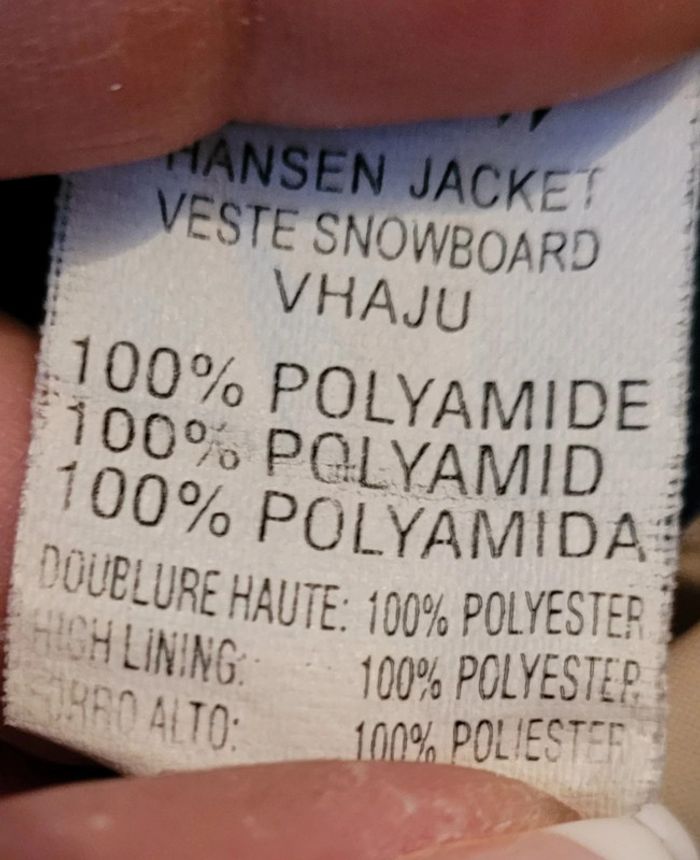 HANSEN JACKET
VESTE SNOWBOARD
VHAJU
100% POLYAMIDE
100% POLYAMID
100% POLYAMIDA
DOUBLURE HAUTE: 100% POLYESTER
HIGH LINING: 100% POLYESTER
FORRO ALTO: 100% POLIESTER